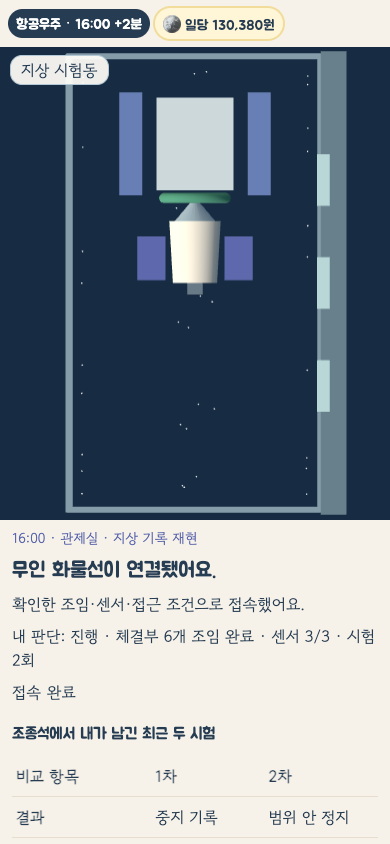 항공우주 · 16:00 +2분
일당 130,380원
지상 시험동
16:00 · 관제실 · 지상 기록 재현
무인 화물선이 연결됐어요.
확인한 조임·센서·접근 조건으로 접속했어요.
내 판단: 진행 · 체결부 6개 조임 완료 · 센서 3/3 · 시험
2회
접속 완료
조종석에서 내가 남긴 최근 두 시험
비교 항목 1차 2차
결과 중지 기록 범위 안 정지